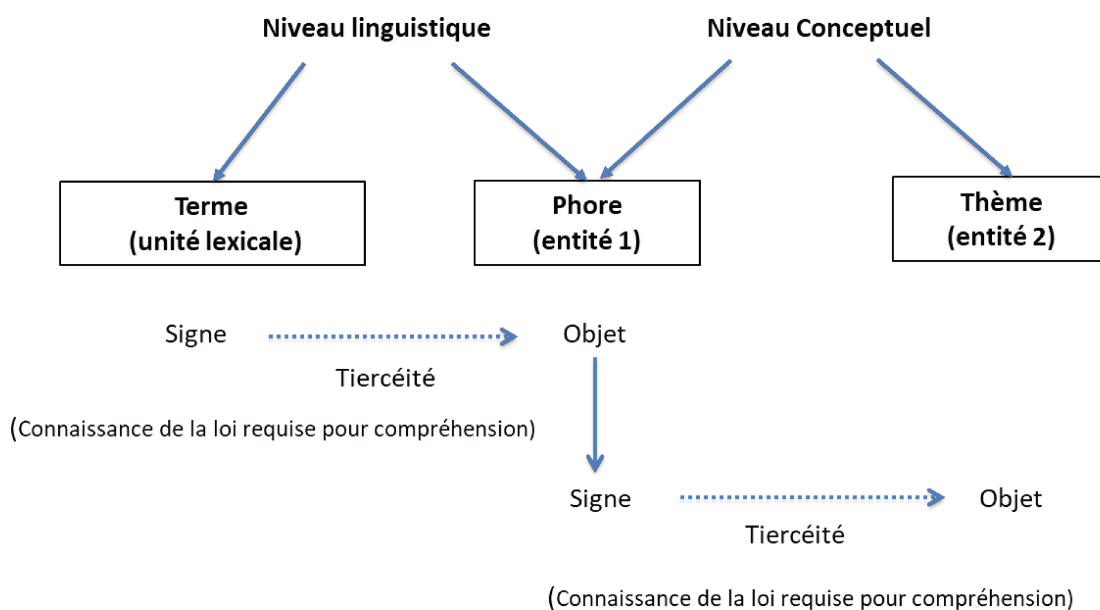 Niveau linguistique
Niveau Conceptuel
Terme
(unité lexicale)
Phore
(entité 1)
Thème
(entité 2)
Signe
Objet
Tiercéité
(Connaissance de la loi requise pour compréhension)
Signe
Objet
Tiercéité
(Connaissance de la loi requise pour compréhension)